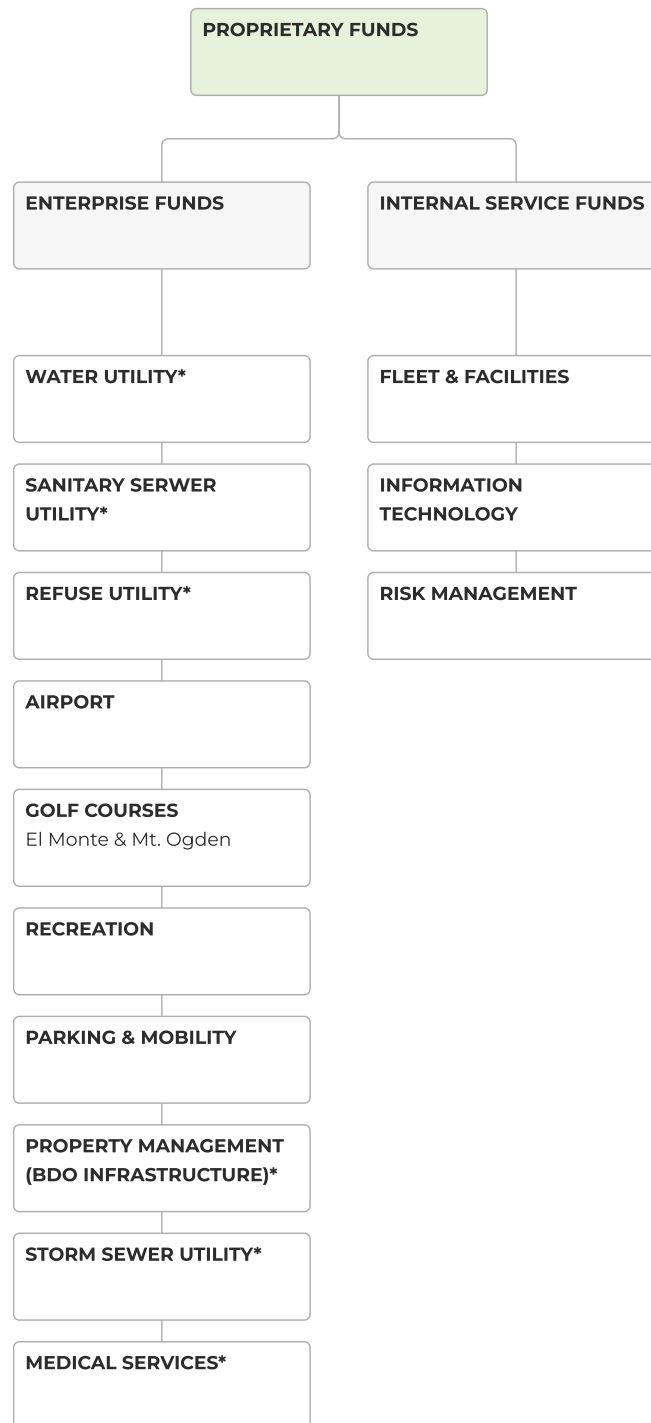 PROPRIETARY FUNDS
ENTERPRISE FUNDS
INTERNAL SERVICE FUNDS
WATER UTILITY*
SANITARY SERWER
UTILITY*
REFUSE UTILITY*
AIRPORT
GOLF COURSES
El Monte & Mt. Ogden
RECREATION
PARKING & MOBILITY
PROPERTY MANAGEMENT
(BDO INFRASTRUCTURE)*
STORM SEWER UTILITY*
MEDICAL SERVICES*
FLEET & FACILITIES
INFORMATION
TECHNOLOGY
RISK MANAGEMENT